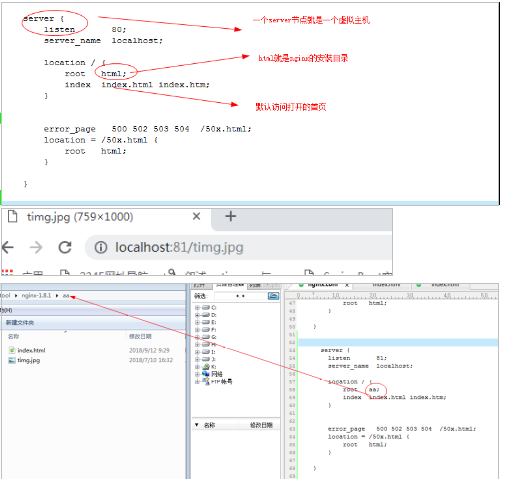 server {
listen 80;
server_name localhost;
location / {
root html;
index index.html index.htm;
}
error_page 500 502 503 504 /50x.html;
location = /50x.html {
root html;
}
}
一个server节点就是一个虚拟主机
html就是nginx的安装目录
默认访问打开的首页
timg.jpg (759×1000)
localhost:81/timg.jpg
tool nginx-1.8.1 aa
新建文件夹
名称 修改日期
index.html 2018/9/12 9:29
timg.jpg 2018/7/10 16:32
筛选: *.*
C:
D:
E:
F:
G:
H:
I:
J:
K:
网络
FTP帐号
名称 修改日期
index.html
0 10 20 30 40 50
root html;
}
}
server {
listen 81;
server_name localhost;
location / {
root aa;
index index.html index.htm;
}
error_page 500 502 503 504 /50x.html;
location = /50x.html {
root html;
}
}